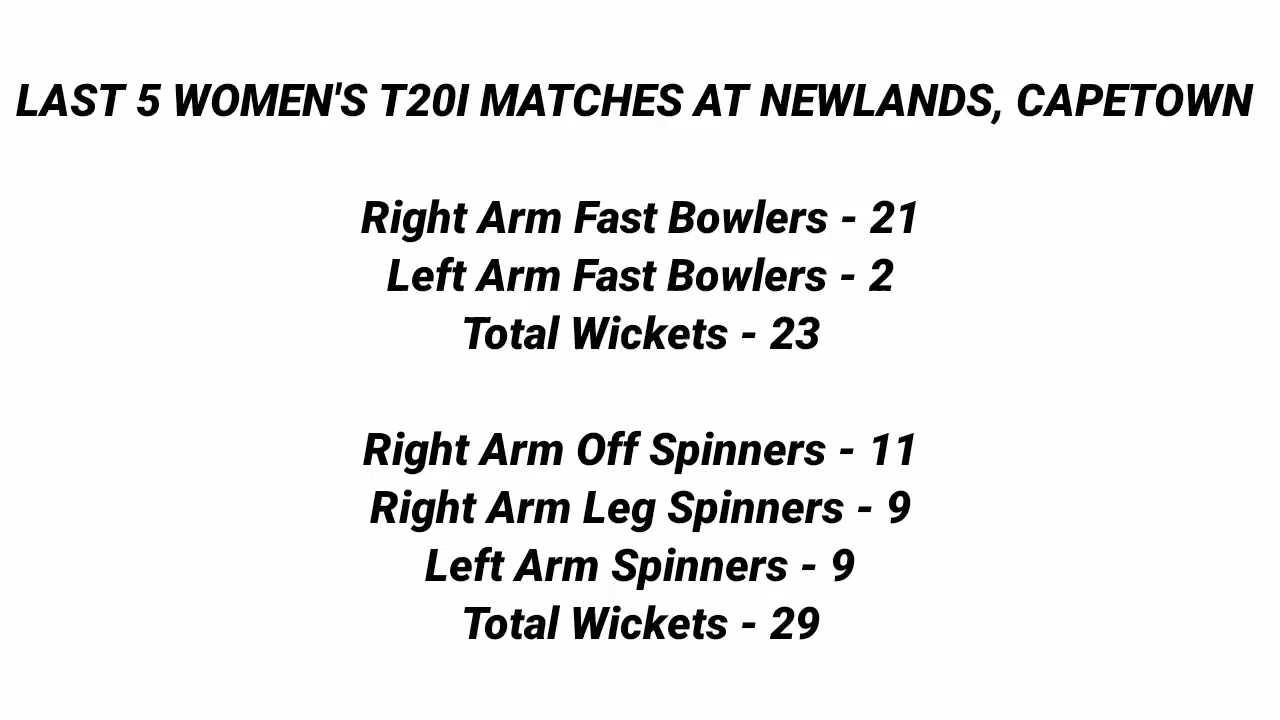 LAST 5 WOMEN'S T20I MATCHES AT NEWLANDS, CAPETOWN
Right Arm Fast Bowlers - 21
Left Arm Fast Bowlers - 2
Total Wickets - 23
Right Arm Off Spinners - 11
Right Arm Leg Spinners - 9
Left Arm Spinners - 9
Total Wickets - 29